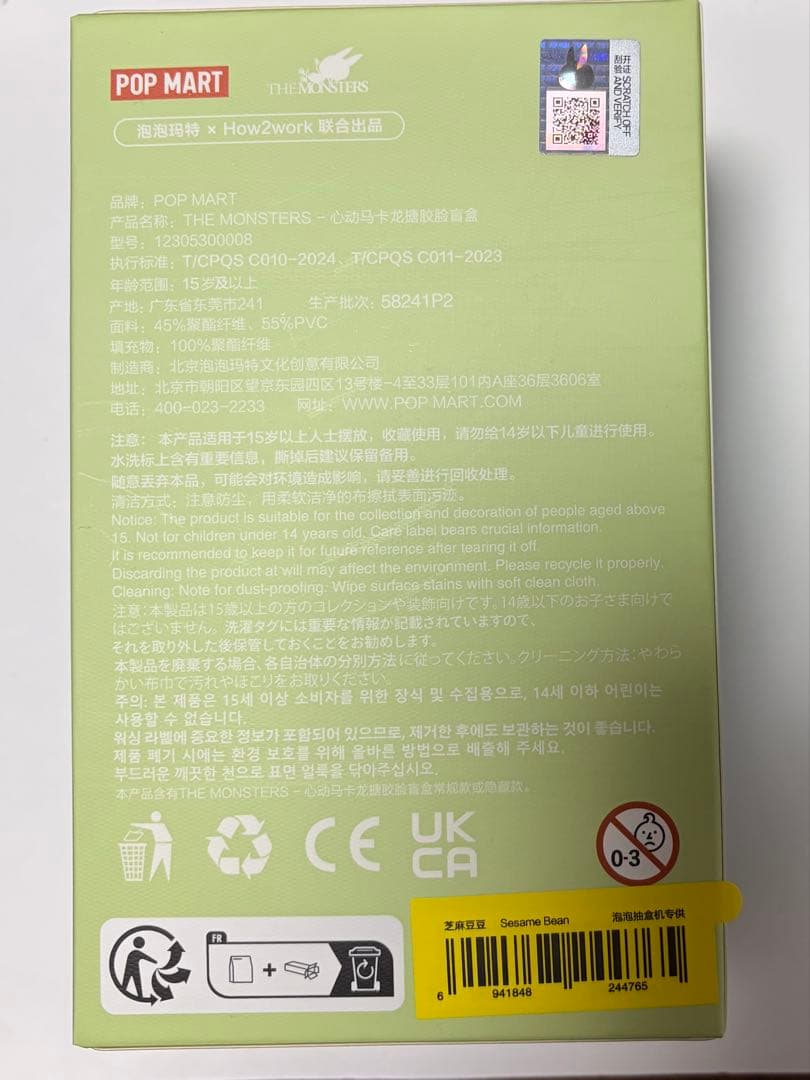 POP MART
THE MONSTERS
刮开验证 SCRATCH OFF AND VERIFY
泡泡玛特 × How2work 联合出品
品牌：POP MART
产品名称：THE MONSTERS - 心动马卡龙搪胶脸盲盒
型号：12305300008
执行标准：T/CPQS C010-2024、T/CPQS C011-2023
年龄范围：15岁及以上
产地：广东省东莞市241 生产批次：58241P2
面料：45%聚酯纤维、55%PVC
填充物：100%聚酯纤维
制造商：北京泡泡玛特文化创意有限公司
地址：北京市朝阳区望京东园四区13号楼-4至33层101内A座36层3606室
电话：400-023-2233 网址：WWW.POP MART.COM
注意： 本产品适用于15岁以上人士摆放，收藏使用，请勿给14岁以下儿童进行使用。
水洗标上含有重要信息，撕掉后建议保留备用。
随意丢弃本品，可能会对环境造成影响，请妥善进行回收处理。
清洁方式：注意防尘，用柔软洁净的布擦拭表面污迹。
Notice: The product is suitable for the collection and decoration of people aged above
15. Not for children under 14 years old. Care label bears crucial information.
It is recommended to keep it for future reference after tearing it off.
Discarding the product at will may affect the environment. Please recycle it properly.
Cleaning: Note for dust-proofing: Wipe surface stains with soft clean cloth.
注意：本製品は15歳以上の方のコレクションや装飾向けです。14歳以下のお子さま向けで
はございません。洗濯タグには重要な情報が記載されていますので、
それを取り外した後保管しておくことをお勧めします。
本製品を廃棄する場合、各自治体の分別方法に従ってください。クリーニング方法：やわら
かい布巾で汚れやほこりをお取りください。
주의: 본 제품은 15세 이상 소비자를 위한 장식 및 수집용으로, 14세 이하 어린이는
사용할 수 없습니다.
워싱 라벨에 중요한 정보가 포함되어 있으므로, 제거한 후에도 보관하는 것이 좋습니다.
제품 폐기 시에는 환경 보호를 위해 올바른 방법으로 배출해 주세요.
부드러운 깨끗한 천으로 표면 얼룩을 닦아주십시오.
本产品含有THE MONSTERS - 心动马卡龙搪胶脸盲盒常规款或隐藏款。
CE
UK
CA
0-3
FR
+
芝麻豆豆 Sesame Bean 泡泡抽盒机专供
6 941848 244765